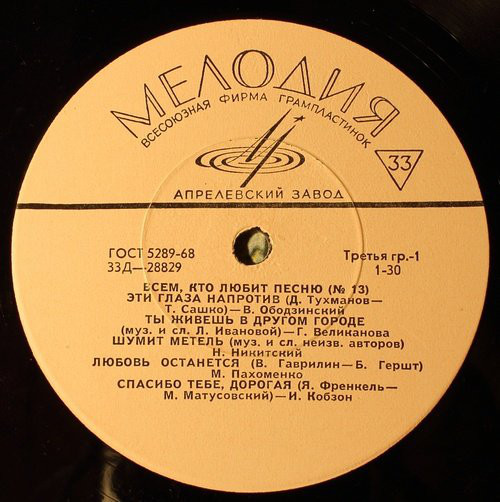 МЕЛОДИЯ
ВСЕСОЮЗНАЯ ФИРМА ГРАМПЛАСТИНОК
33
АПРЕЛЕВСКИЙ ЗАВОД
ГОСТ 5289-68
Третья гр.-1
33Д—28829
1-30
ВСЕМ, КТО ЛЮБИТ ПЕСНЮ (№ 13)
ЭТИ ГЛАЗА НАПРОТИВ (Д. Тухманов—
Т. Сашко)—В. Ободзинский
ТЫ ЖИВЕШЬ В ДРУГОМ ГОРОДЕ
(муз. и сл. Л. Ивановой)—Г. Великанова
ШУМИТ МЕТЕЛЬ (муз. и сл. неизв. авторов)
Н. Никитский
ЛЮБОВЬ ОСТАНЕТСЯ (В. Гаврилин—Б. Гершт)
М. Пахоменко
СПАСИБО ТЕБЕ, ДОРОГАЯ (Я. Френкель—
М. Матусовский)—И. Кобзон